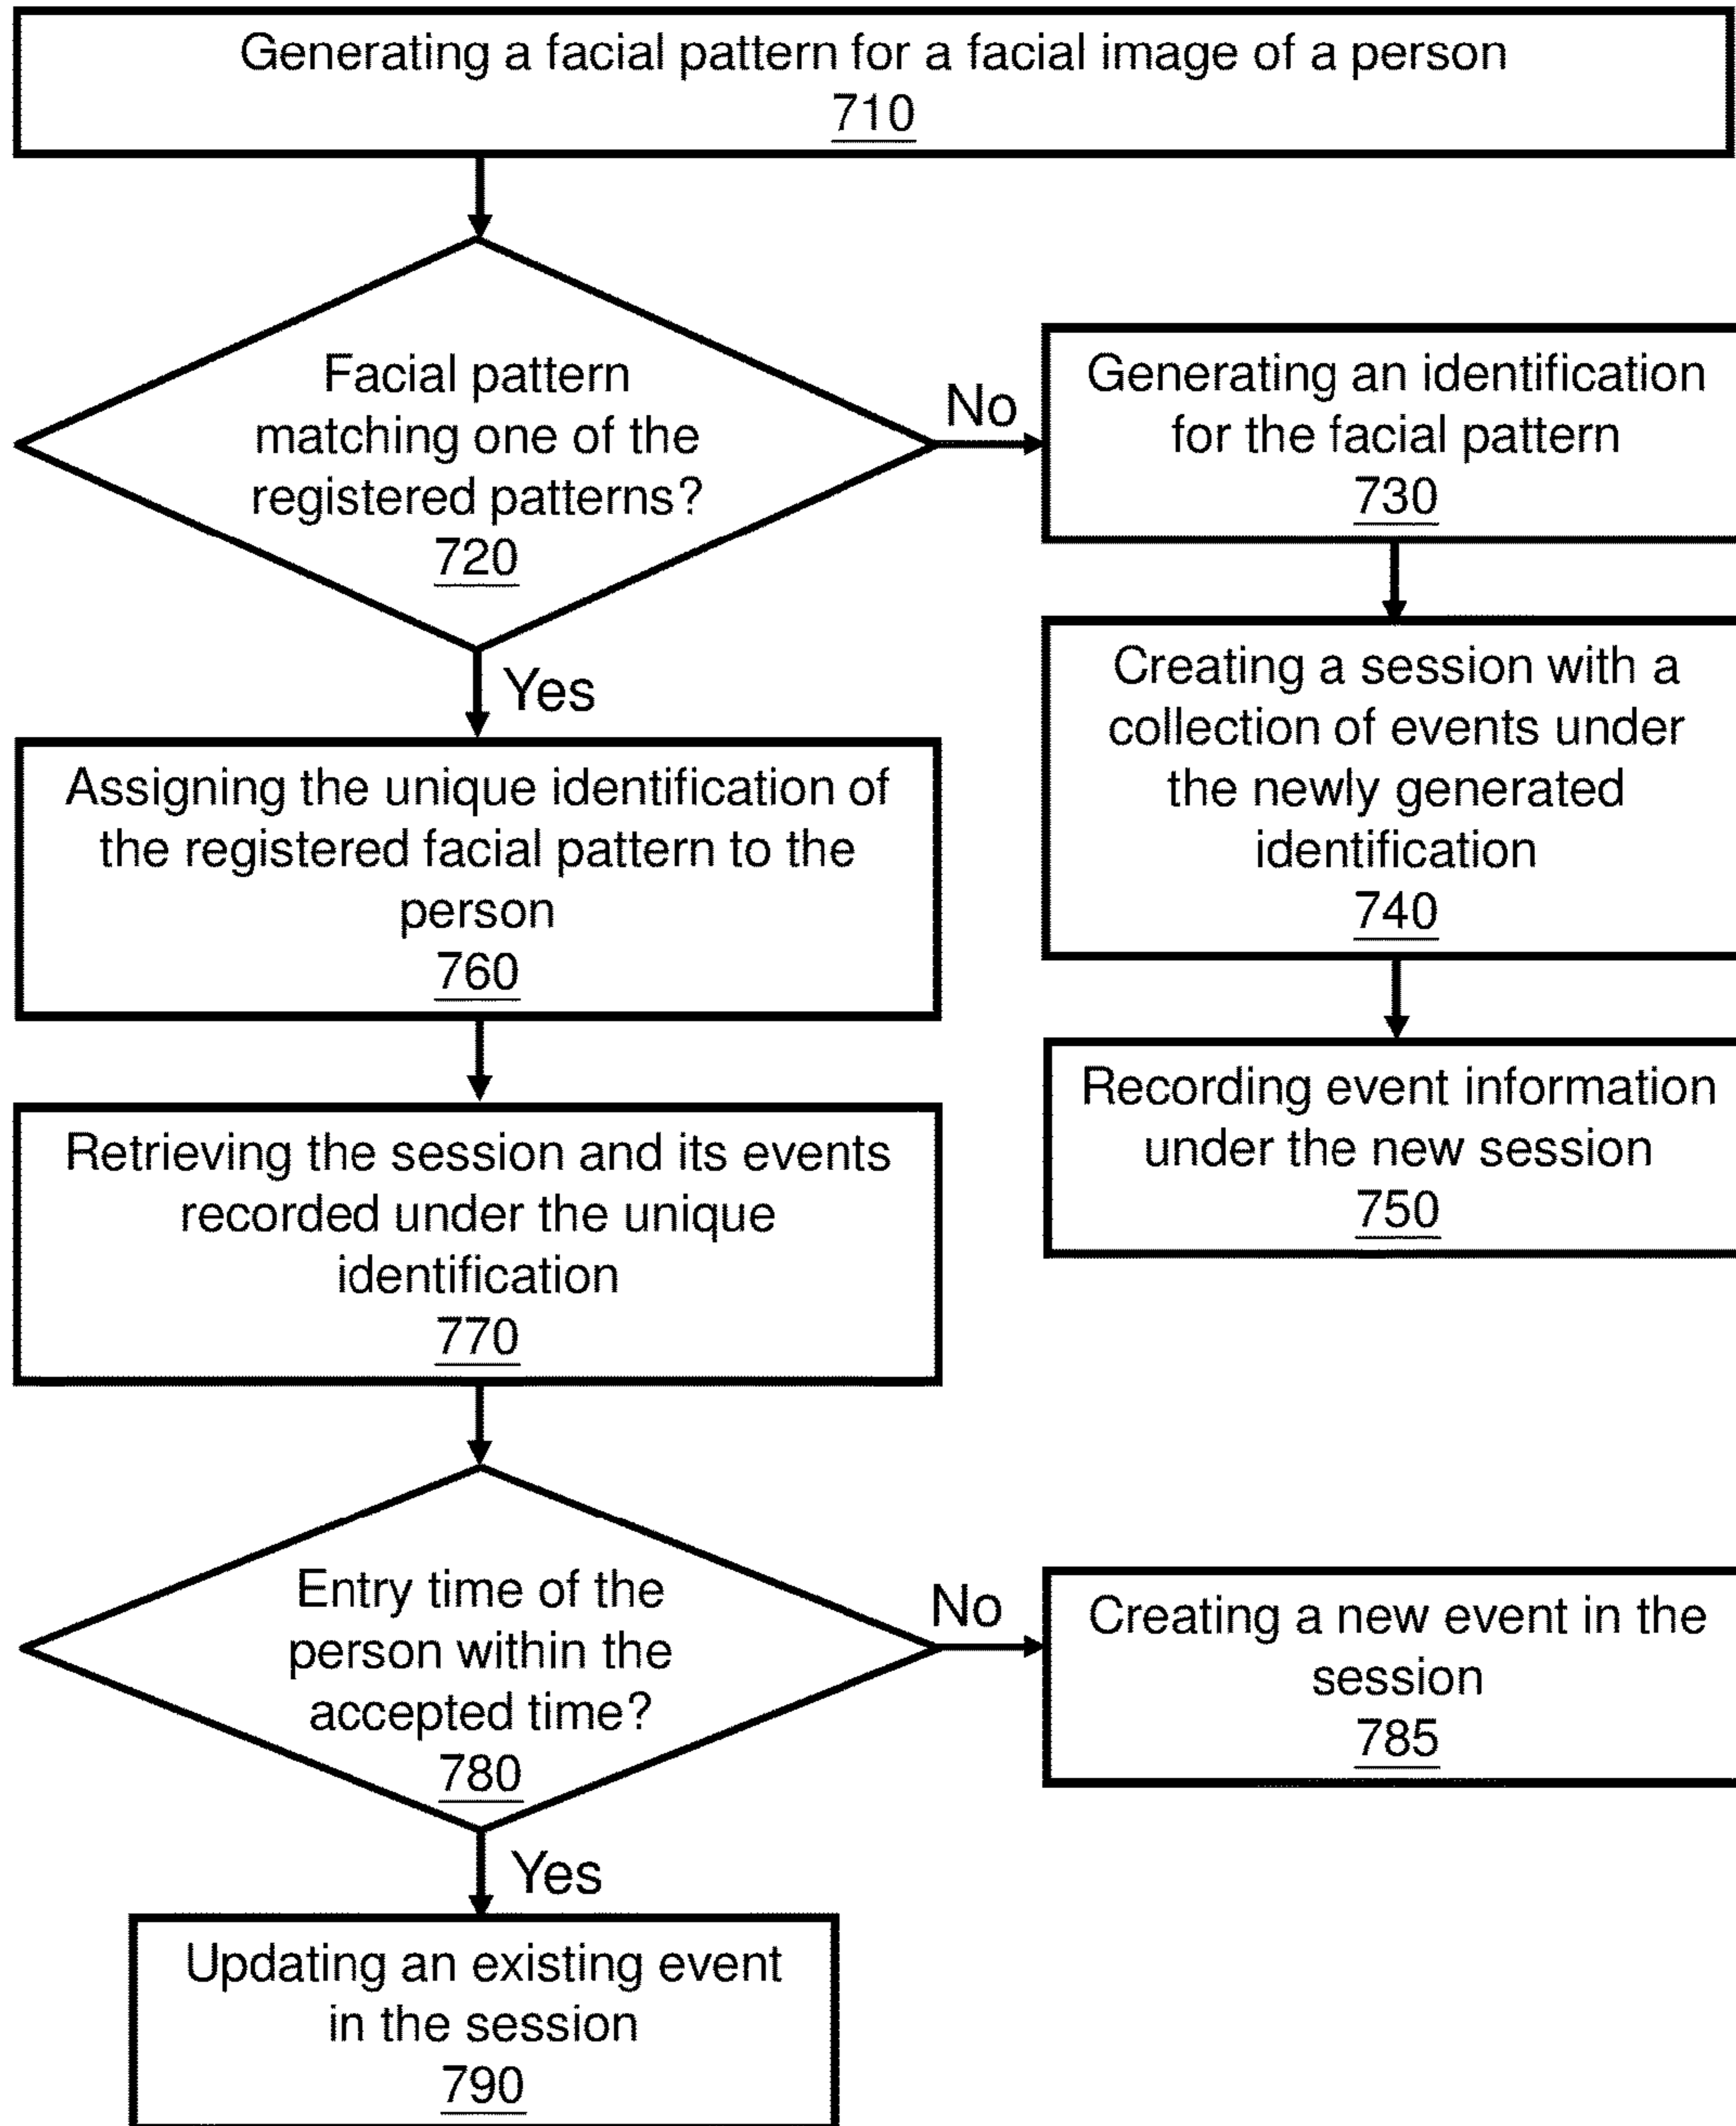 Generating a facial pattern for a facial image of a person
710
Facial pattern
matching one of the
registered patterns?
720
No
Generating an identification
for the facial pattern
730
Creating a session with a
collection of events under
the newly generated
identification
740
Recording event information
under the new session
750
Yes
Assigning the unique identification of
the registered facial pattern to the
person
760
Retrieving the session and its events
recorded under the unique
identification
770
Entry time of the
person within the
accepted time?
780
No
Creating a new event in the
session
785
Yes
Updating an existing event
in the session
790